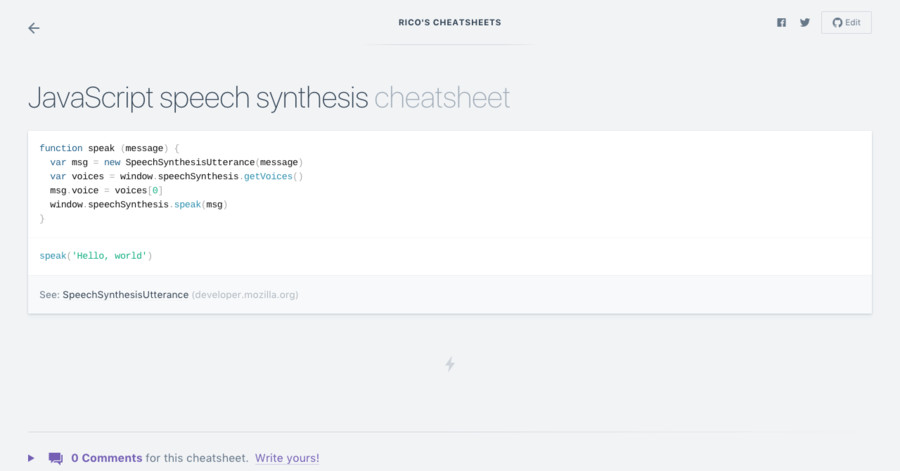 RICO'S CHEATSHEETS
Edit
JavaScript speech synthesis cheatsheet
function speak (message) {
  var msg = new SpeechSynthesisUtterance(message)
  var voices = window.speechSynthesis.getVoices()
  msg.voice = voices[0]
  window.speechSynthesis.speak(msg)
}
speak('Hello, world')
See: SpeechSynthesisUtterance (developer.mozilla.org)
0 Comments for this cheatsheet. Write yours!